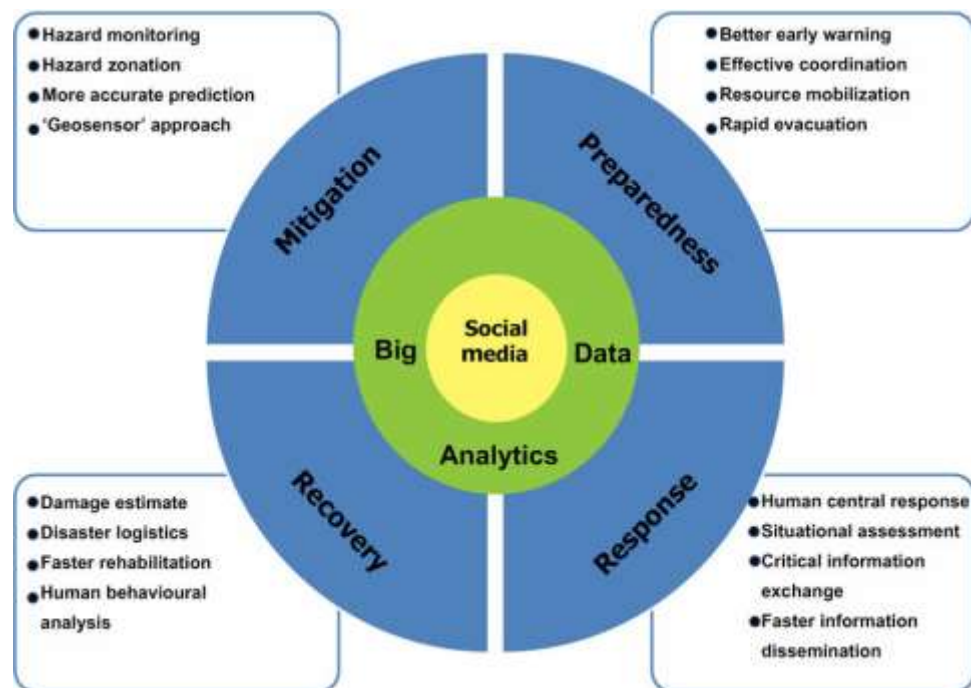 Hazard monitoring
Hazard zonation
More accurate prediction
'Geosensor' approach
Better early warning
Effective coordination
Resource mobilization
Rapid evacuation
Mitigation
Preparedness
Social
media
Big
Data
Analytics
Recovery
Response
Damage estimate
Disaster logistics
Faster rehabilitation
Human behavioural
analysis
Human central response
Situational assessment
Critical information
exchange
Faster information
dissemination